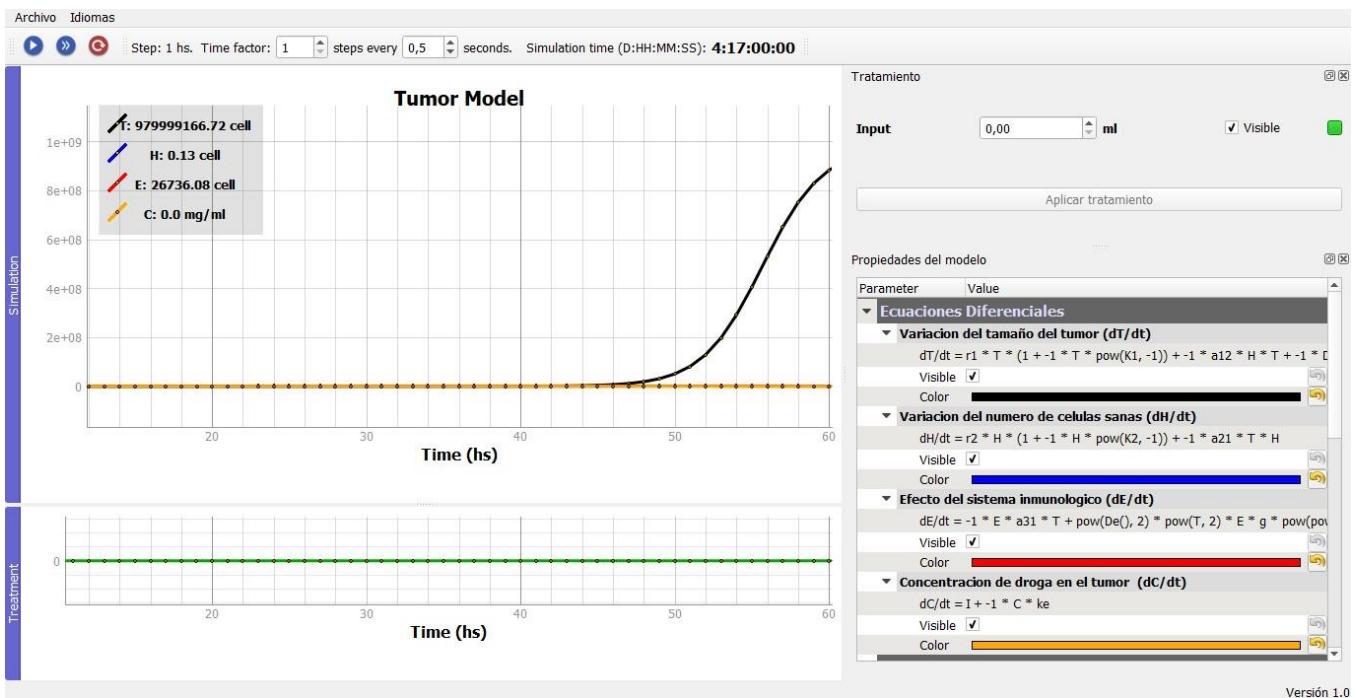 Archivo Idiomas
Step: 1 hs. Time factor: 1 steps every 0,5 seconds. Simulation time (D:HH:MM:SS): 4:17:00:00
Simulation
Tumor Model
T: 979999166.72 cell
H: 0.13 cell
E: 26736.08 cell
C: 0.0 mg/ml
1e+09
8e+08
6e+08
4e+08
2e+08
0
20 30 40 50 60
Time (hs)
Treatment
0
20 30 40 50 60
Time (hs)
Tratamiento
Input 0,00 ml Visible
Aplicar tratamiento
Propiedades del modelo
Parameter Value
Ecuaciones Diferenciales
Variacion del tamaño del tumor (dT/dt)
dT/dt = r1 * T * (1 + -1 * T * pow(K1, -1)) + -1 * a12 * H * T + -1 * D
Visible
Color
Variacion del numero de celulas sanas (dH/dt)
dH/dt = r2 * H * (1 + -1 * H * pow(K2, -1)) + -1 * a21 * T * H
Visible
Color
Efecto del sistema inmunologico (dE/dt)
dE/dt = -1 * E * a31 * T + pow(De(), 2) * pow(T, 2) * E * g * pow(pov
Visible
Color
Concentracion de droga en el tumor (dC/dt)
dC/dt = I + -1 * C * ke
Visible
Color
Versión 1.0